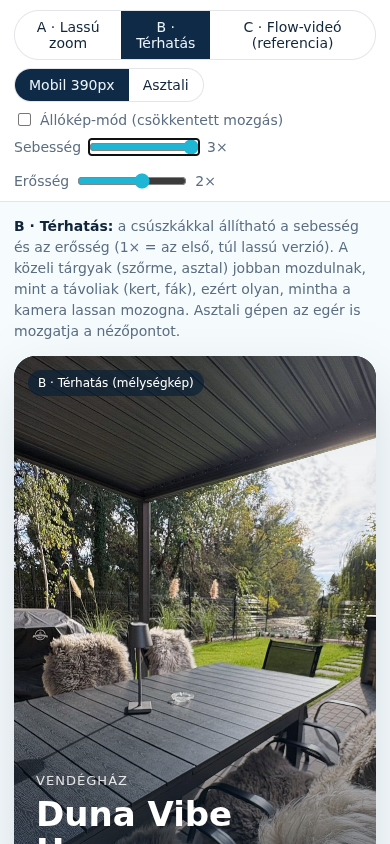 A · Lassú
zoom
B ·
Térhatás
C · Flow-videó
(referencia)
Mobil 390px
Asztali
Állókép-mód (csökkentett mozgás)
Sebesség 3×
Erősség 2×
B · Térhatás: a csúszkákkal állítható a sebesség
és az erősség (1× = az első, túl lassú verzió). A
közeli tárgyak (szőrme, asztal) jobban mozdulnak,
mint a távoliak (kert, fák), ezért olyan, mintha a
kamera lassan mozogna. Asztali gépen az egér is
mozgatja a nézőpontot.
B · Térhatás (mélységkép)
VENDÉGHÁZ
Duna Vibe